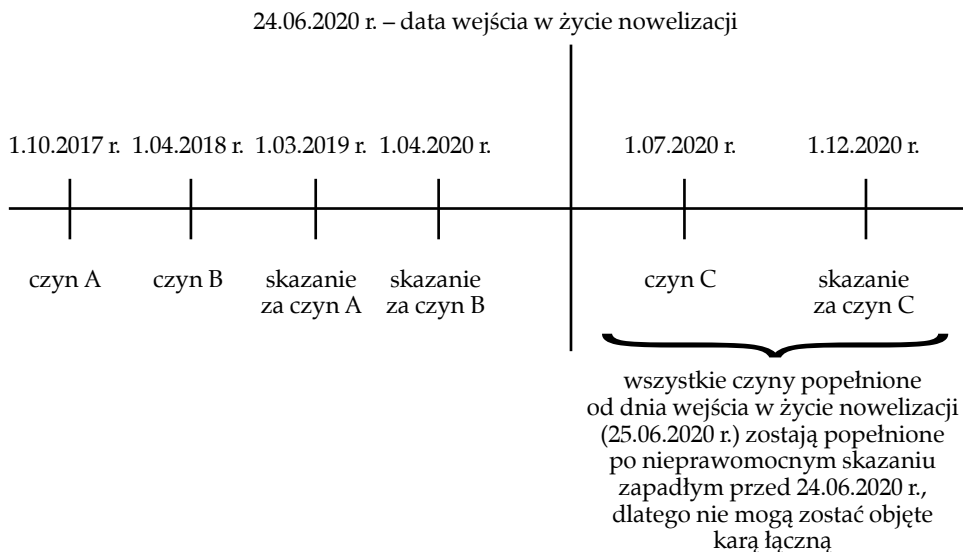 24.06.2020 r. – data wejścia w życie nowelizacji
1.10.2017 r. 1.04.2018 r. 1.03.2019 r. 1.04.2020 r. 1.07.2020 r. 1.12.2020 r.
czyn A czyn B skazanie skazanie czyn C skazanie
za czyn A za czyn B za czyn C
wszystkie czyny popełnione
od dnia wejścia w życie nowelizacji
(25.06.2020 r.) zostają popełnione
po nieprawomocnym skazaniu
zapadłym przed 24.06.2020 r.,
dlatego nie mogą zostać objęte
karą łączną